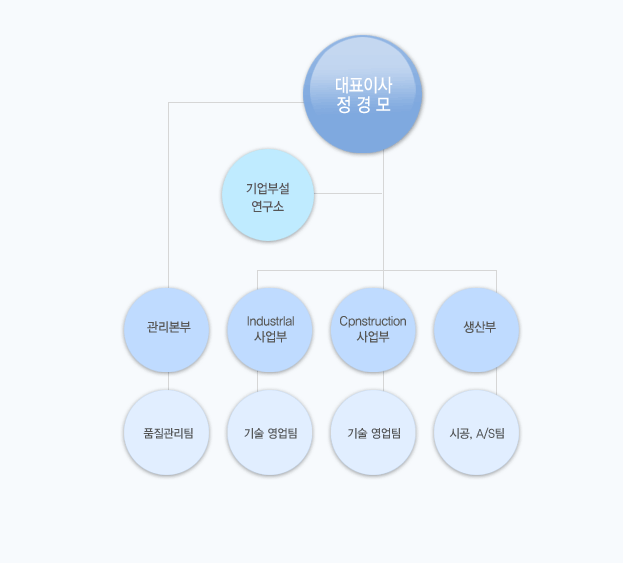 대표이사
정 경 모
기업부설
연구소
관리본부
Industrial
사업부
Cpnstruction
사업부
생산부
품질관리팀
기술 영업팀
기술 영업팀
시공, A/S팀